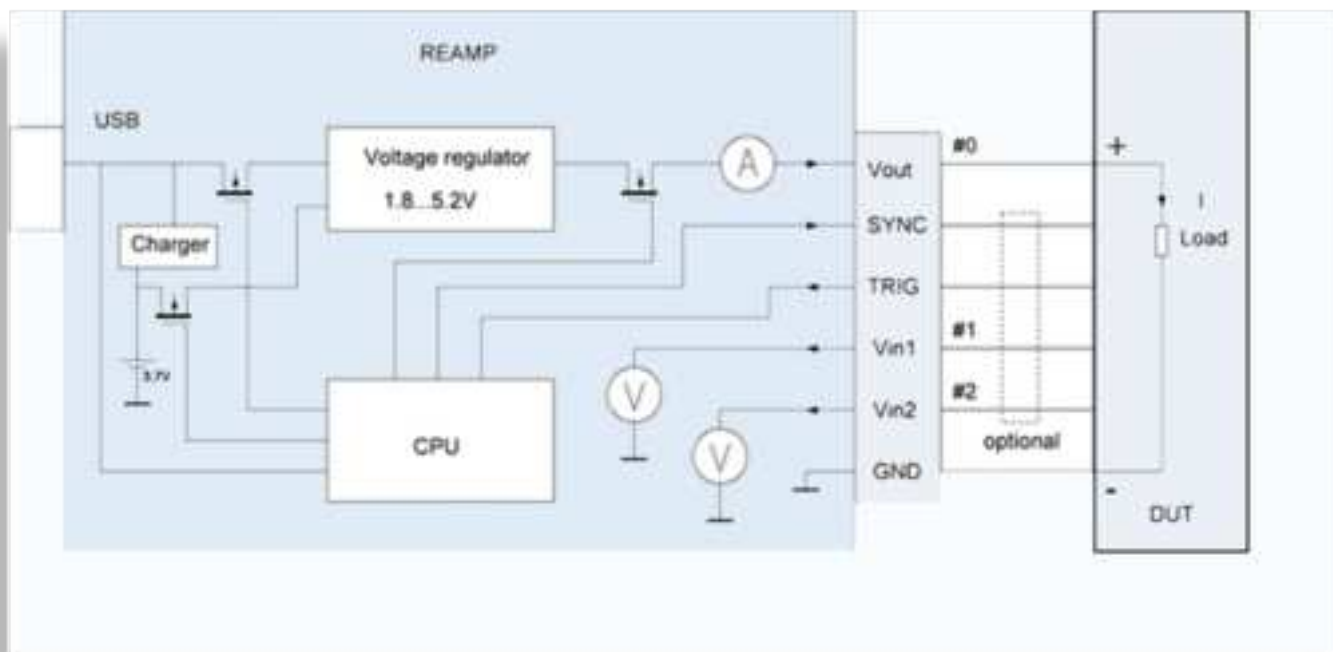 REAMP
USB
Voltage regulator
1.8...5.2V
A
Vout
#0
+
SYNC
I
Load
Charger
TRIG
#1
Vin1
3.7V
V
#2
Vin2
optional
CPU
V
GND
-
DUT